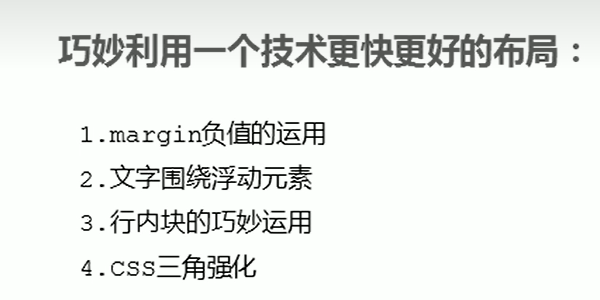 巧妙利用一个技术更快更好的布局：
1.margin负值的运用
2.文字围绕浮动元素
3.行内块的巧妙运用
4.CSS三角强化